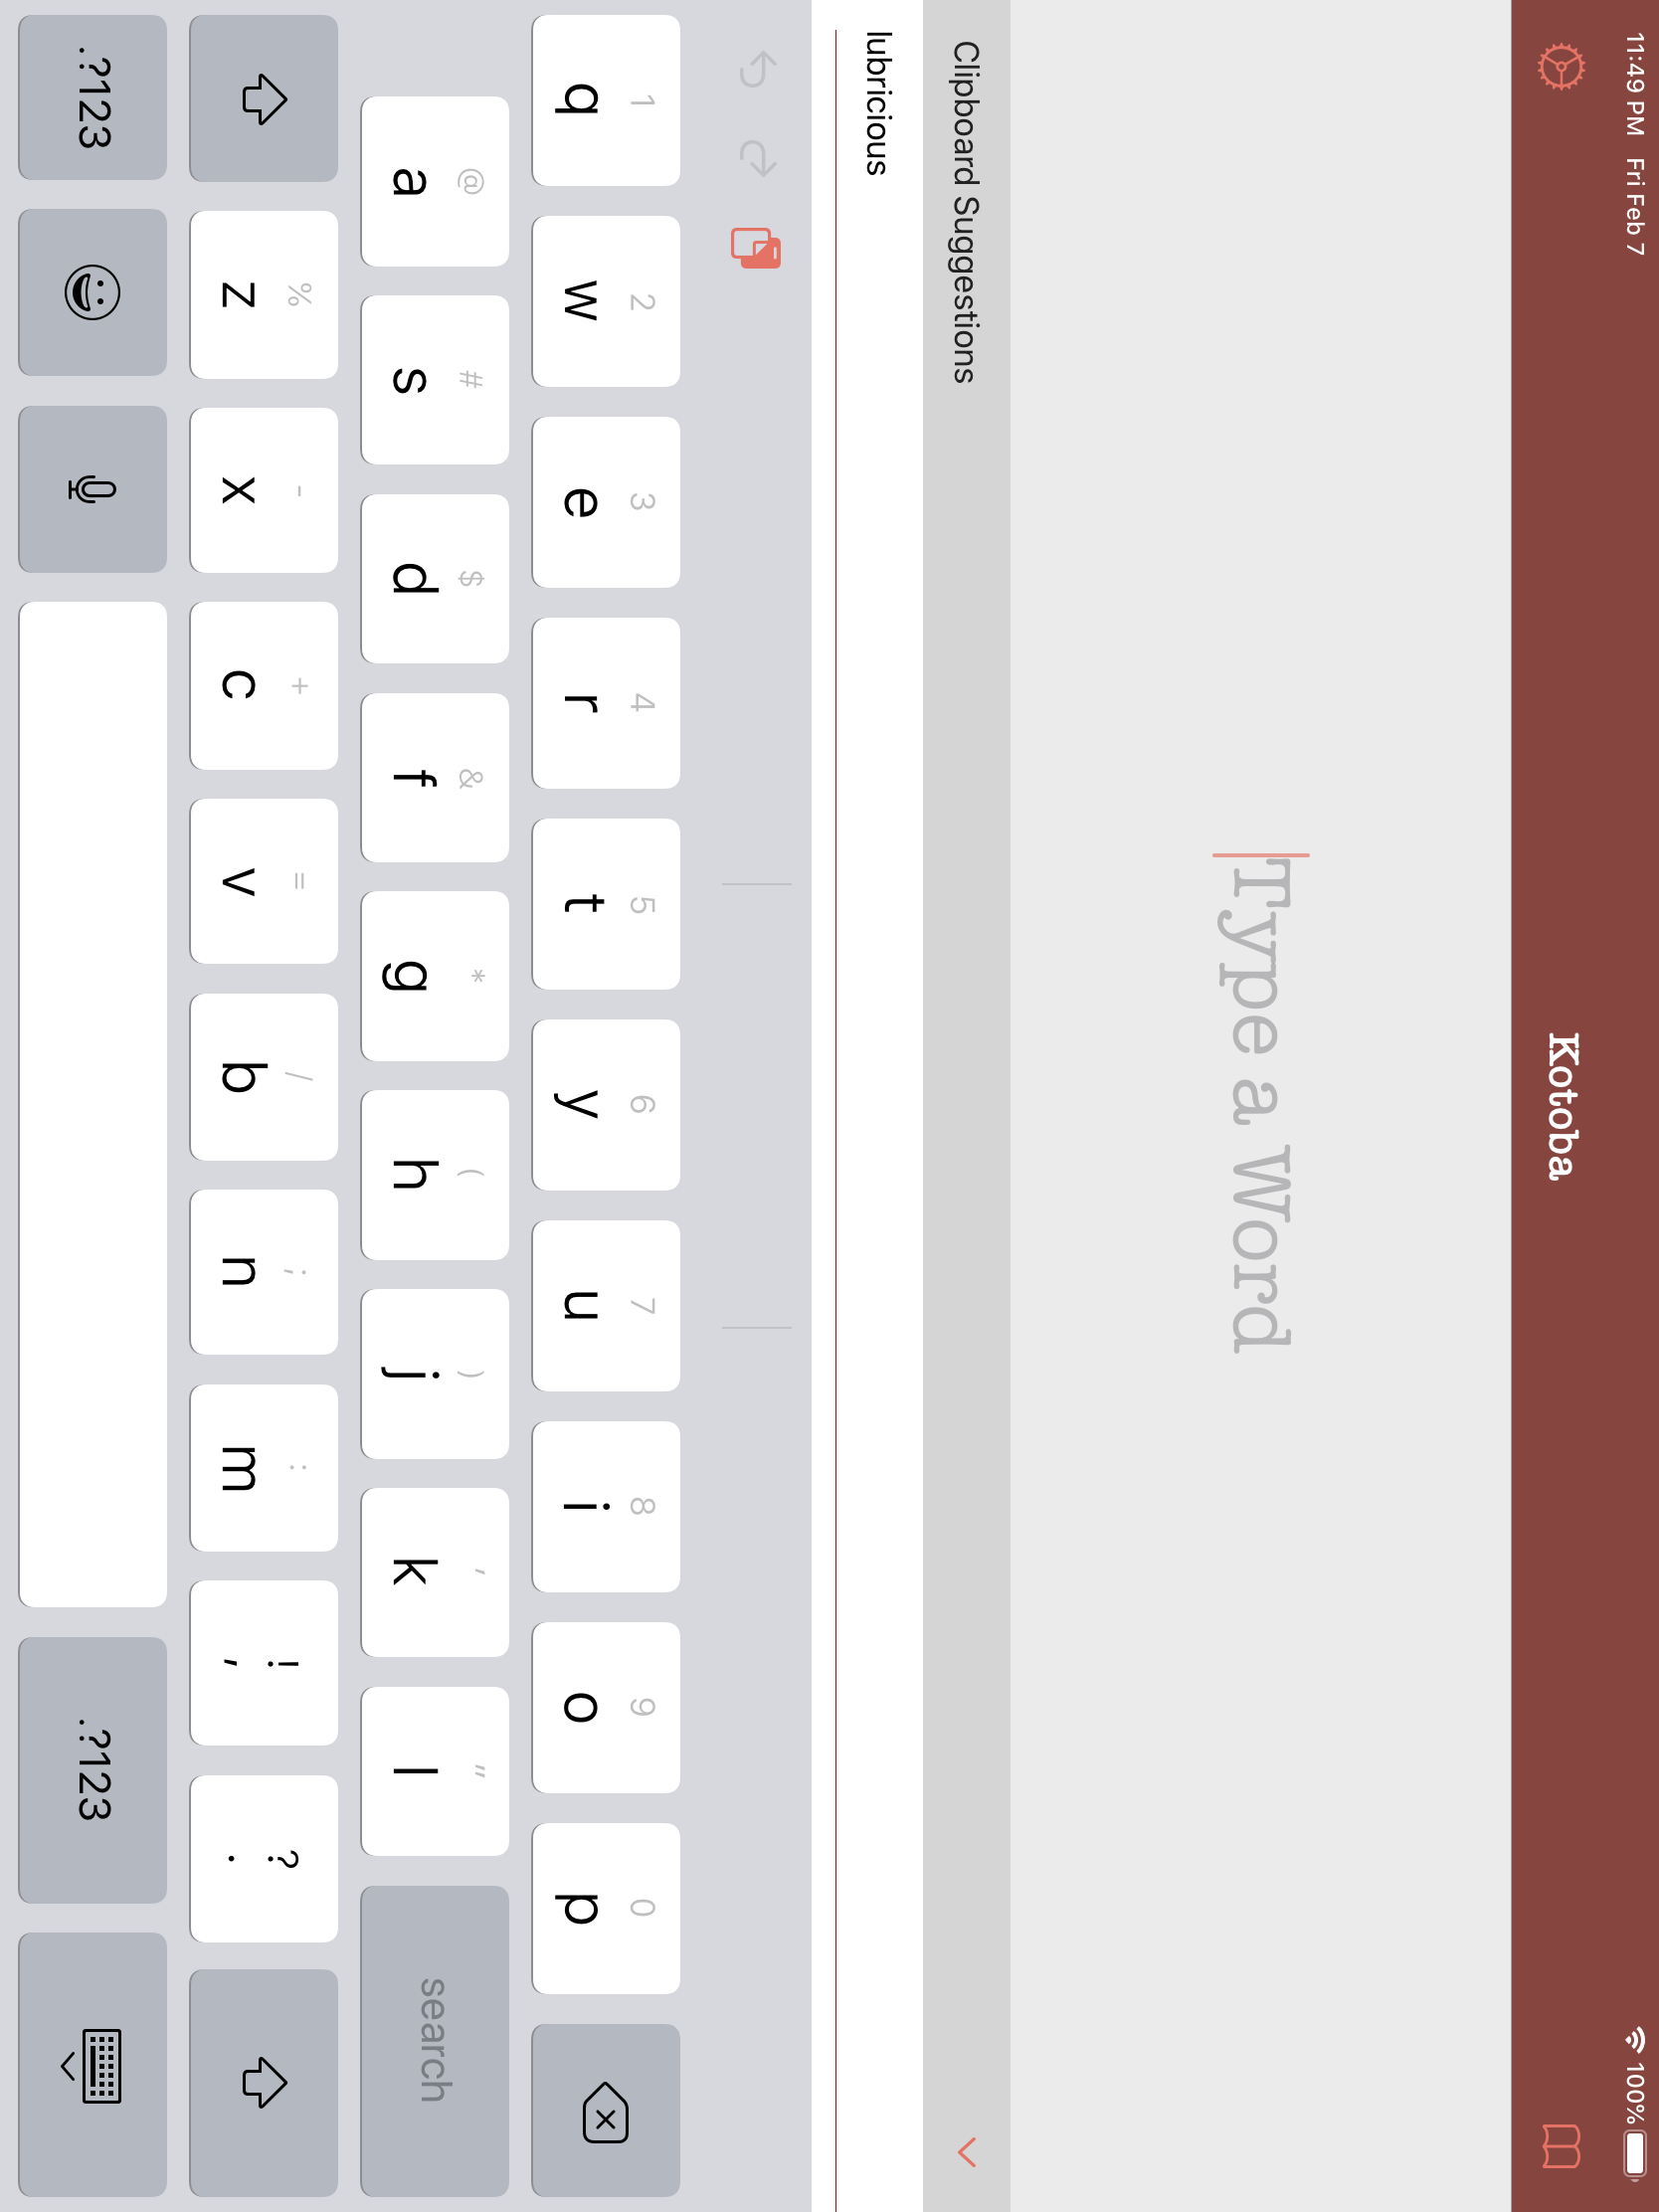 11:49 PM Fri Feb 7 100%
Kotoba
Type a Word
Clipboard Suggestions
lubricious
1 2 3 4 5 6 7 8 9 0
q w e r t y u i o p
@ # $ & * ( ) ' "
a s d f g h j k l search
% - + = / ; : ! ?
z x c v b n m , .
.?123 .?123